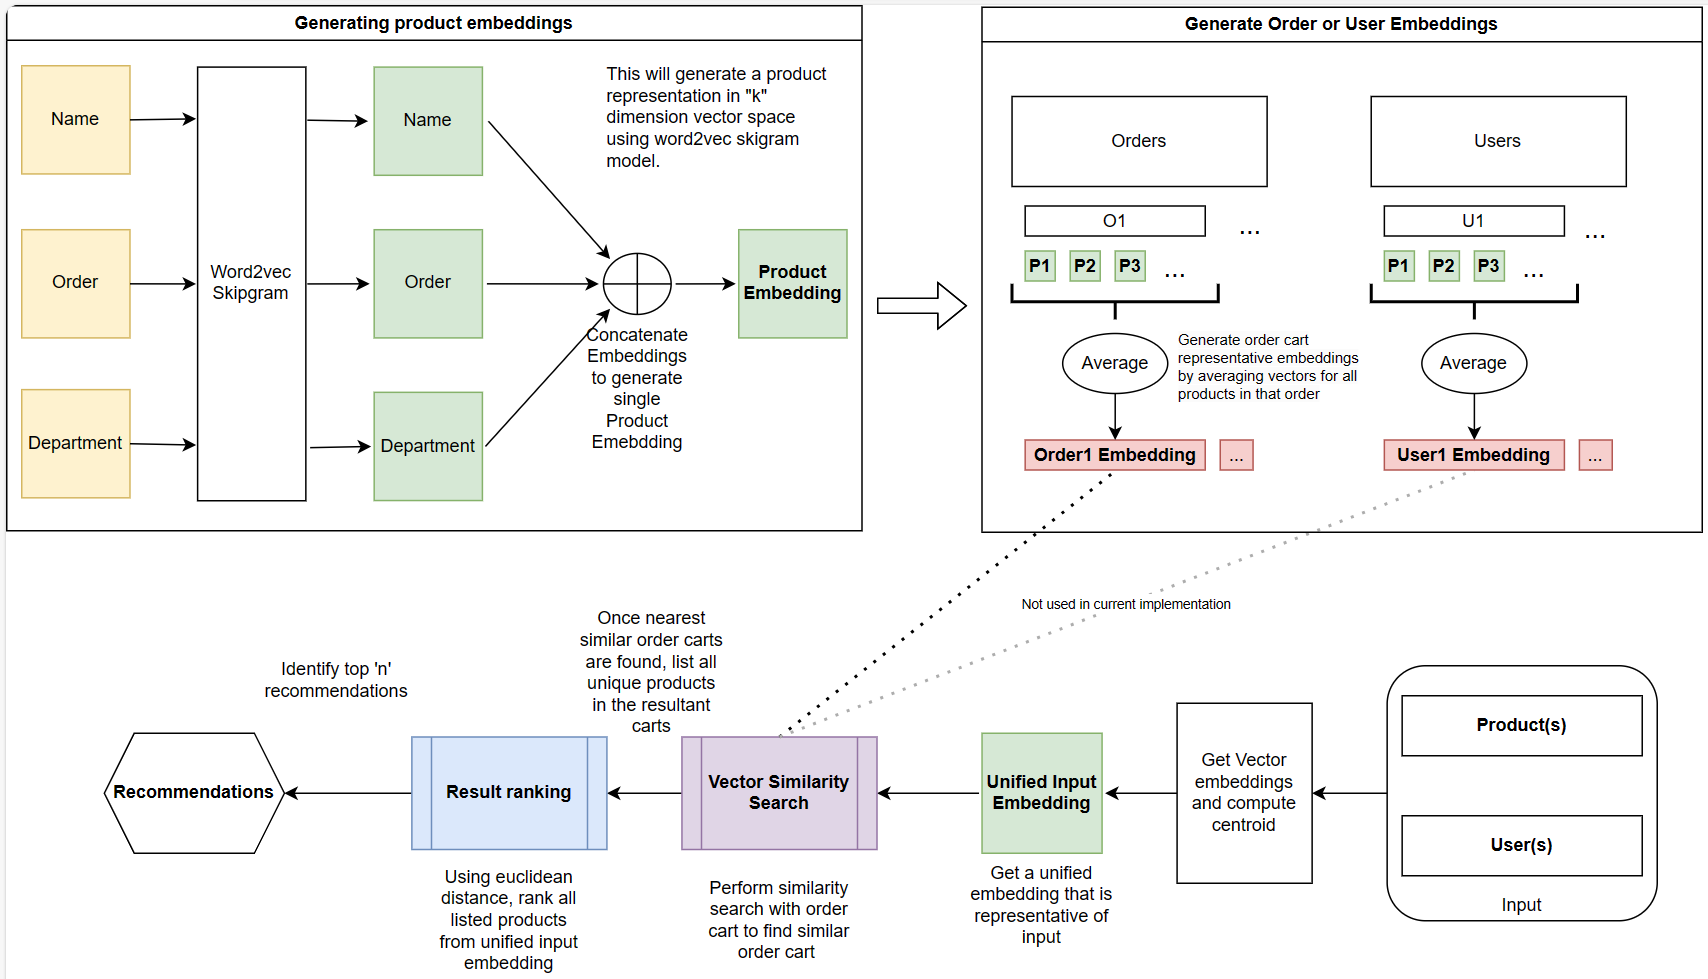 Generating product embeddings
Name
Order
Department
Word2vec
Skipgram
Name
Order
Department
This will generate a product
representation in "k"
dimension vector space
using word2vec skigram
model.
Concatenate
Embeddings
to generate
single
Product
Emebdding
Product
Embedding
Generate Order or User Embeddings
Orders
O1
...
P1 P2 P3 ...
Average
Generate order cart
representative embeddings
by averaging vectors for all
products in that order
Order1 Embedding ...
Users
U1
...
P1 P2 P3 ...
Average
User1 Embedding ...
Not used in current implementation
Product(s)
User(s)
Input
Get Vector
embeddings
and compute
centroid
Unified Input
Embedding
Get a unified
embedding that is
representative of
input
Vector Similarity
Search
Perform similarity
search with order
cart to find similar
order cart
Once nearest
similar order carts
are found, list all
unique products
in the resultant
carts
Result ranking
Using euclidean
distance, rank all
listed products
from unified input
embedding
Identify top 'n'
recommendations
Recommendations